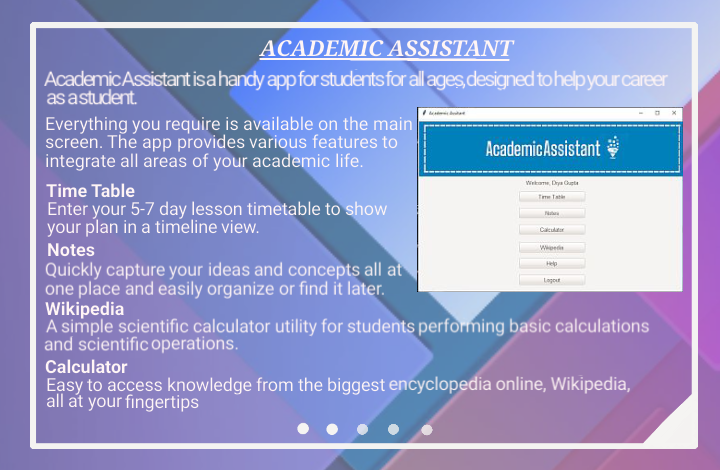 ACADEMIC ASSISTANT
Academic Assistant is a handy app for students for all ages, designed to help your career
as a student.
Everything you require is available on the main
screen. The app provides various features to
integrate all areas of your academic life.
Time Table
Enter your 5-7 day lesson timetable to show
your plan in a timeline view.
Notes
Quickly capture your ideas and concepts all at
one place and easily organize or find it later.
Wikipedia
A simple scientific calculator utility for students performing basic calculations
and scientific operations.
Calculator
Easy to access knowledge from the biggest encyclopedia online, Wikipedia,
all at your fingertips
Academic Assitant
AcademicAssistant
Welcome, Diya Gupta
Time Table
Notes
Calculator
Wikipedia
Help
Logout